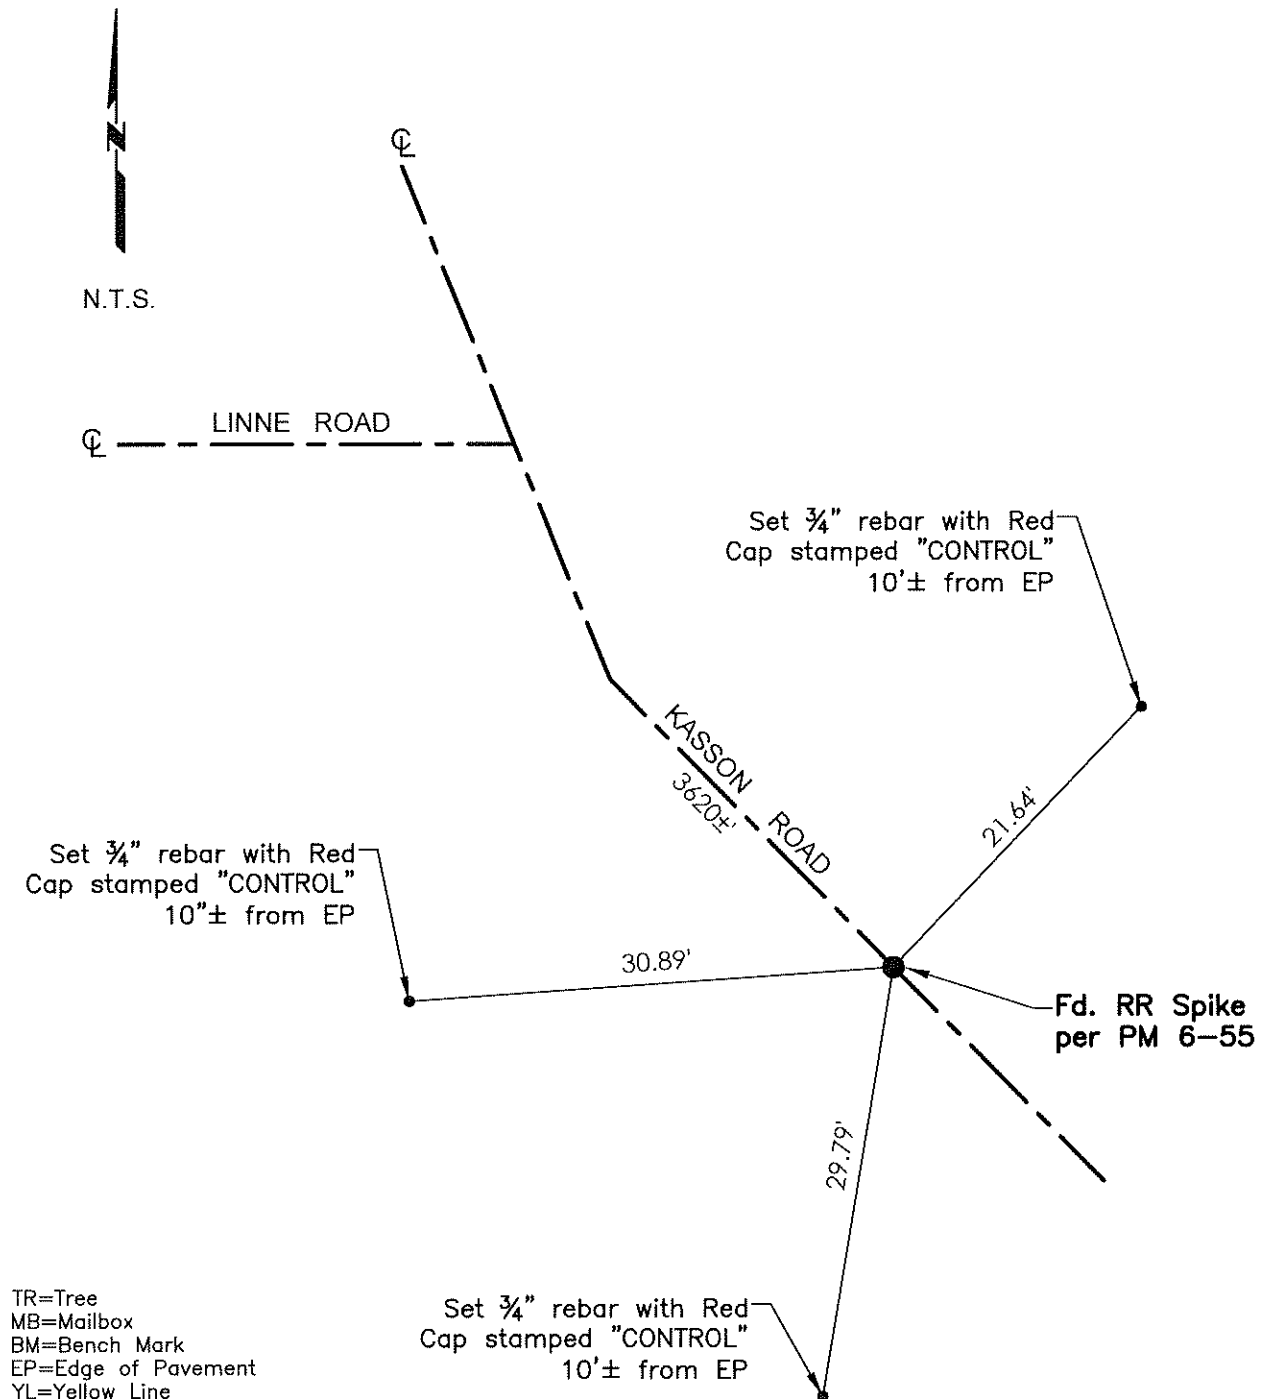 N
N.T.S.
℄
℄
LINNE ROAD
Set ¾" rebar with Red
Cap stamped "CONTROL"
10'± from EP
KASSON ROAD
3620±'
21.64'
Set ¾" rebar with Red
Cap stamped "CONTROL"
10"± from EP
30.89'
Fd. RR Spike
per PM 6-55
29.79'
Set ¾" rebar with Red
Cap stamped "CONTROL"
10'± from EP
TR=Tree
MB=Mailbox
BM=Bench Mark
EP=Edge of Pavement
YL=Yellow Line